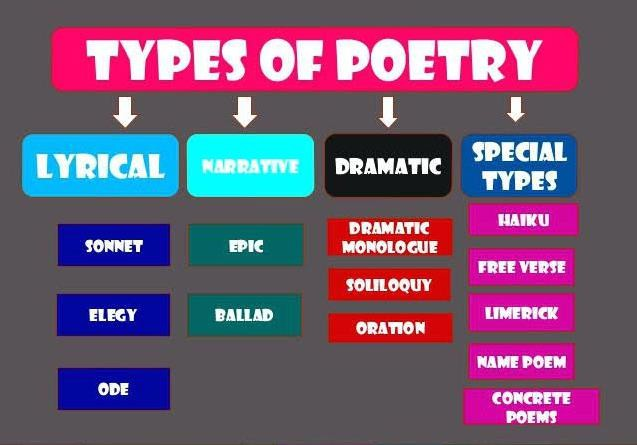 TYPES OF POETRY
LYRICAL
NARRATIVE
DRAMATIC
SPECIAL
TYPES
SONNET
ELEGY
ODE
EPIC
BALLAD
DRAMATIC
MONOLOGUE
SOLILOQUY
ORATION
HAIKU
FREE VERSE
LIMERICK
NAME POEM
CONCRETE
POEMS